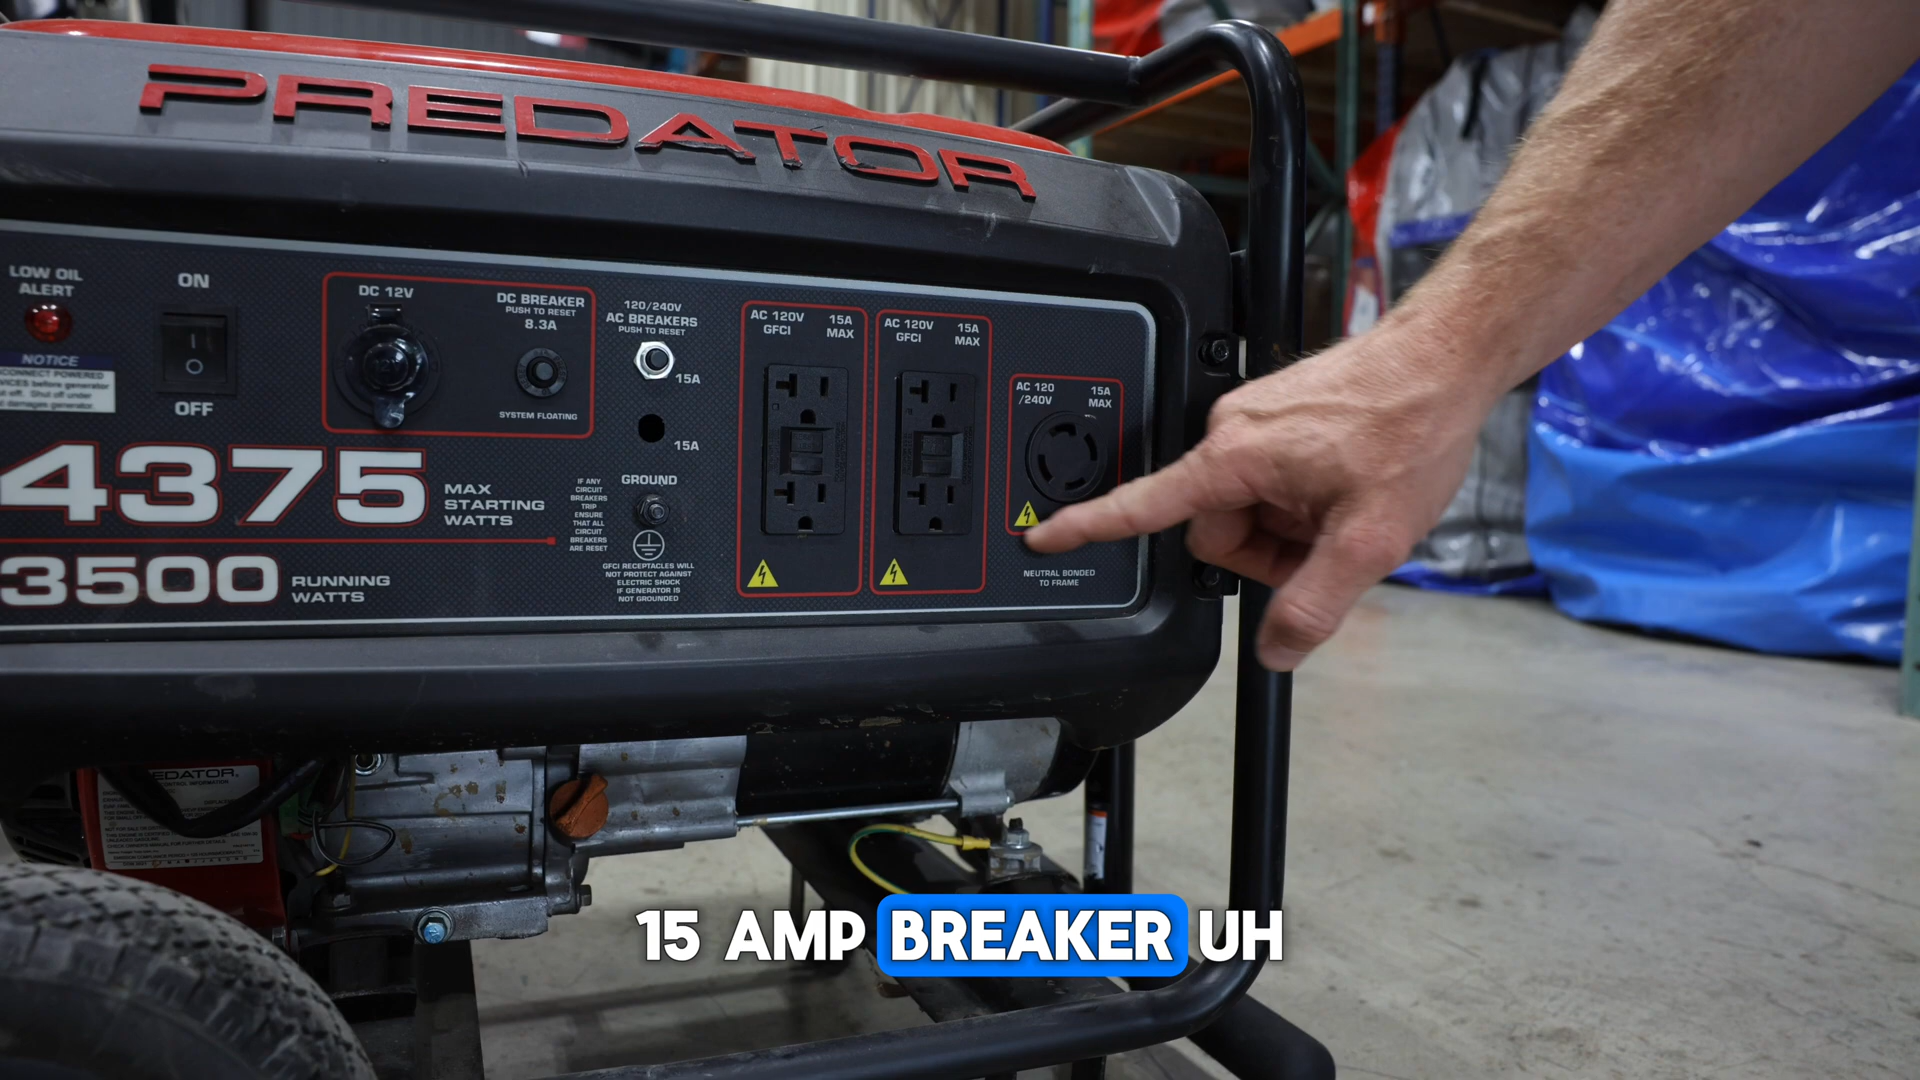 PREDATOR
LOW OIL
ALERT
ON
OFF
NOTICE
DC 12V
DC BREAKER
PUSH TO RESET
8.3A
SYSTEM FLOATING
120/240V
AC BREAKERS
PUSH TO RESET
15A
15A
GROUND
IF ANY
CIRCUIT
BREAKERS
TRIP
ENSURE
THAT ALL
CIRCUIT
BREAKERS
ARE RESET
GFCI RECEPTACLES WILL
NOT PROTECT AGAINST
ELECTRIC SHOCK
IF GENERATOR IS
NOT GROUNDED
AC 120V
GFCI
15A
MAX
AC 120V
GFCI
15A
MAX
AC 120
/240V
15A
MAX
NEUTRAL BONDED
TO FRAME
4375
MAX
STARTING
WATTS
3500
RUNNING
WATTS
EDATOR.
15 AMP BREAKER UH